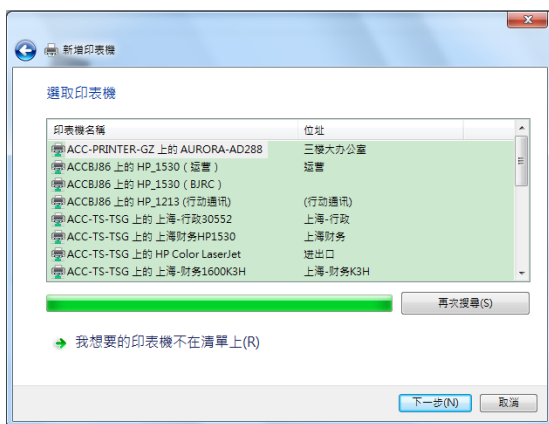 新增印表機
選取印表機
印表機名稱 位址
ACC-PRINTER-GZ 上的 AURORA-AD288 三楼大办公室
ACCBJ86 上的 HP_1530 ( 运营 ) 运营
ACCBJ86 上的 HP_1530 ( BJRC )
ACCBJ86 上的 HP_1213 (行动通讯) (行动通讯)
ACC-TS-TSG 上的 上海-行政30552 上海-行政
ACC-TS-TSG 上的 上海财务HP1530 上海财务
ACC-TS-TSG 上的 HP Color LaserJet 进出口
ACC-TS-TSG 上的 上海-财务1600K3H 上海-财务K3H
再次搜尋(S)
我想要的印表機不在清單上(R)
下一步(N) 取消